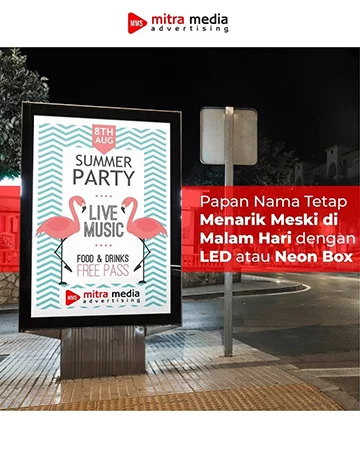 MMS mitra media
advertising
8TH
AUG
SUMMER
PARTY
LIVE
MUSIC
FOOD & DRINKS
FREE PASS
MMS mitra media
advertising
Papan Nama Tetap
Menarik Meski di
Malam Hari dengan
LED atau Neon Box